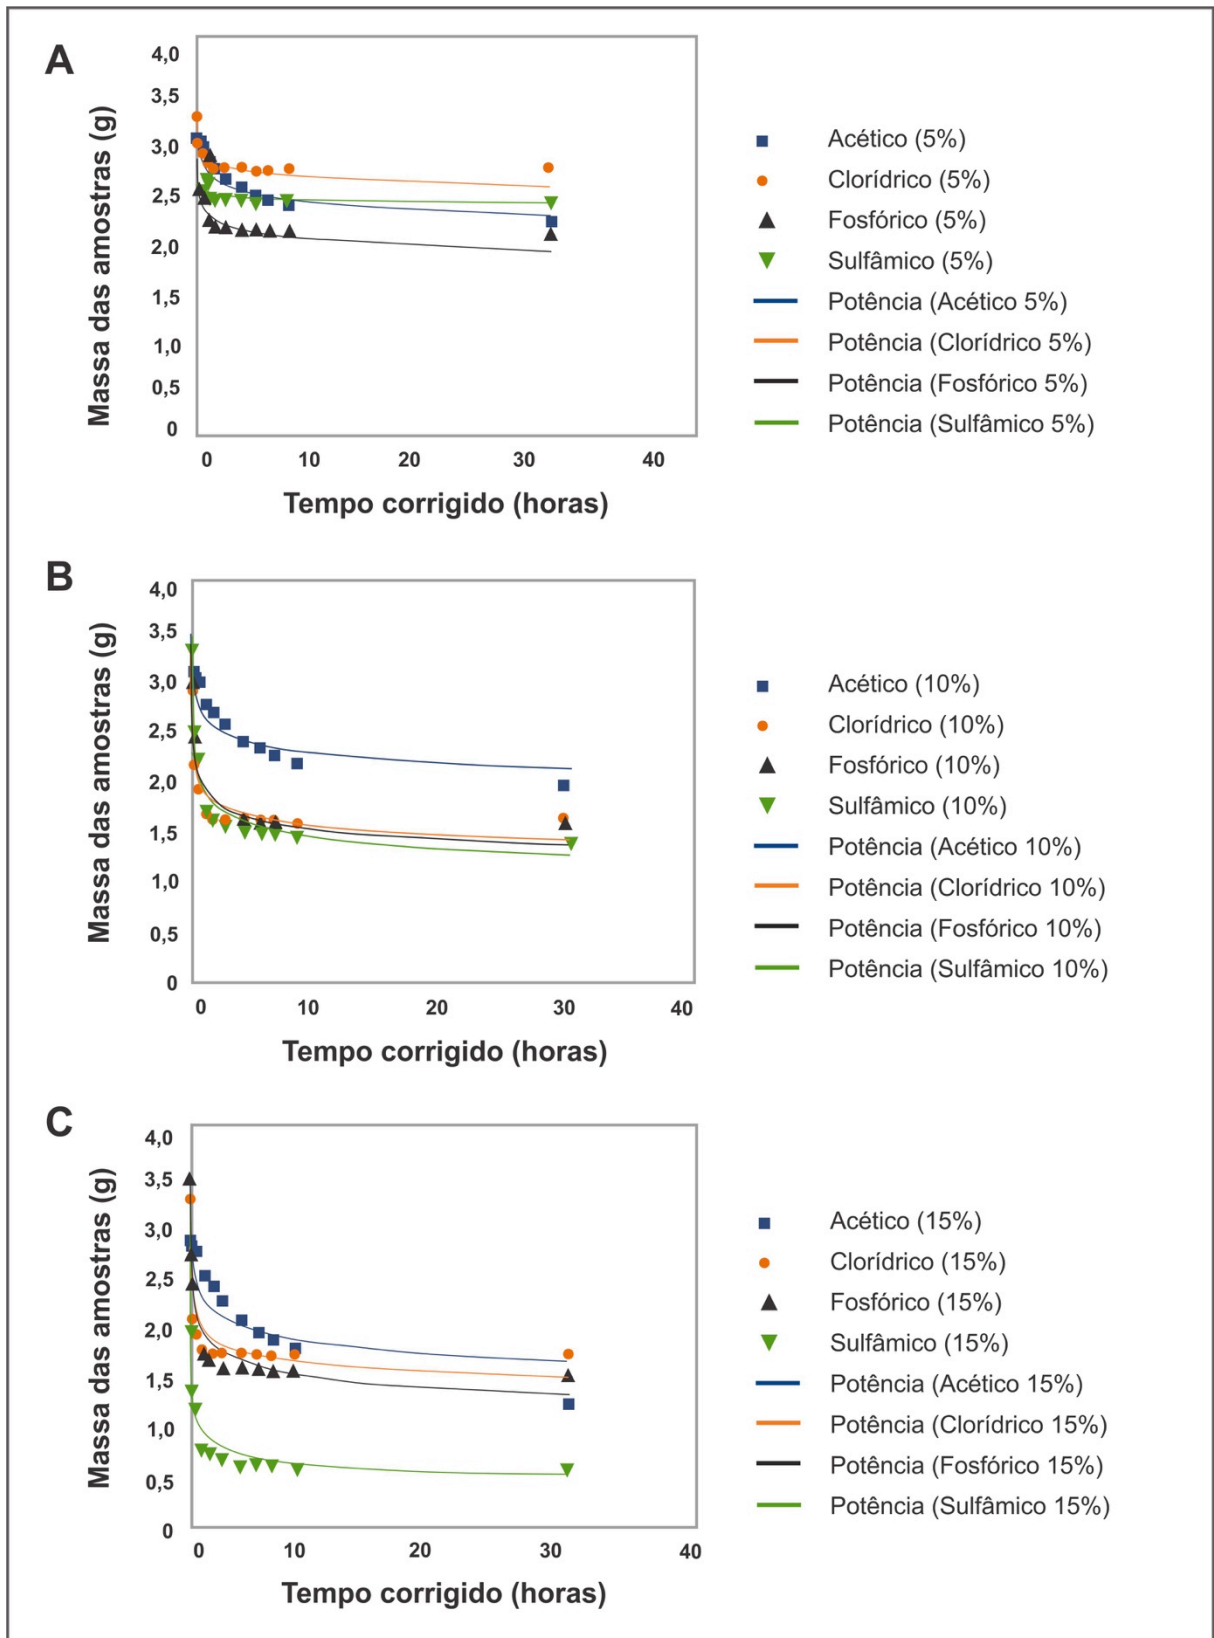 A
Massa das amostras (g)
4,0
3,5
3,0
2,5
2,0
1,5
1,0
0,5
0
0 10 20 30 40
Tempo corrigido (horas)
Acético (5%)
Clorídrico (5%)
Fosfórico (5%)
Sulfâmico (5%)
Potência (Acético 5%)
Potência (Clorídrico 5%)
Potência (Fosfórico 5%)
Potência (Sulfâmico 5%)
B
Massa das amostras (g)
4,0
3,5
3,0
2,5
2,0
1,5
1,0
0,5
0
0 10 20 30 40
Tempo corrigido (horas)
Acético (10%)
Clorídrico (10%)
Fosfórico (10%)
Sulfâmico (10%)
Potência (Acético 10%)
Potência (Clorídrico 10%)
Potência (Fosfórico 10%)
Potência (Sulfâmico 10%)
C
Massa das amostras (g)
4,0
3,5
3,0
2,5
2,0
1,5
1,0
0,5
0
0 10 30 40
Tempo corrigido (horas)
Acético (15%)
Clorídrico (15%)
Fosfórico (15%)
Sulfâmico (15%)
Potência (Acético 15%)
Potência (Clorídrico 15%)
Potência (Fosfórico 15%)
Potência (Sulfâmico 15%)